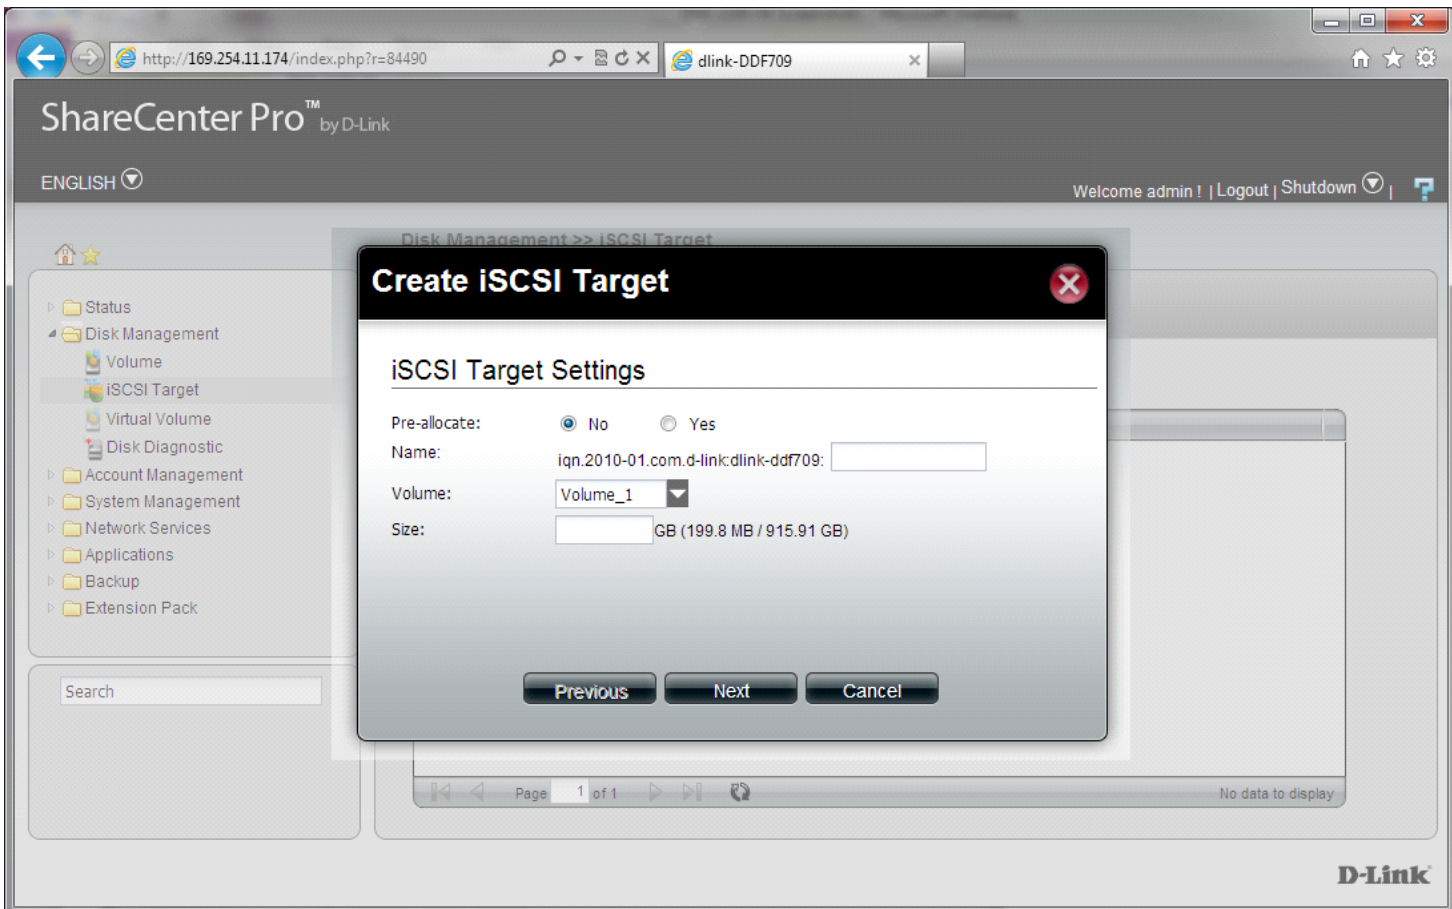 http://169.254.11.174/index.php?r=84490
dlink-DDF709
ShareCenter Pro™ by D-Link
ENGLISH
Welcome admin ! | Logout | Shutdown |
Disk Management >> iSCSI Target
Status
Disk Management
Volume
iSCSI Target
Virtual Volume
Disk Diagnostic
Account Management
System Management
Network Services
Applications
Backup
Extension Pack
Search
Create iSCSI Target
iSCSI Target Settings
Pre-allocate: No Yes
Name: iqn.2010-01.com.d-link:dlink-ddf709:
Volume: Volume_1
Size: GB (199.8 MB / 915.91 GB)
Previous Next Cancel
Page 1 of 1 No data to display
D-Link